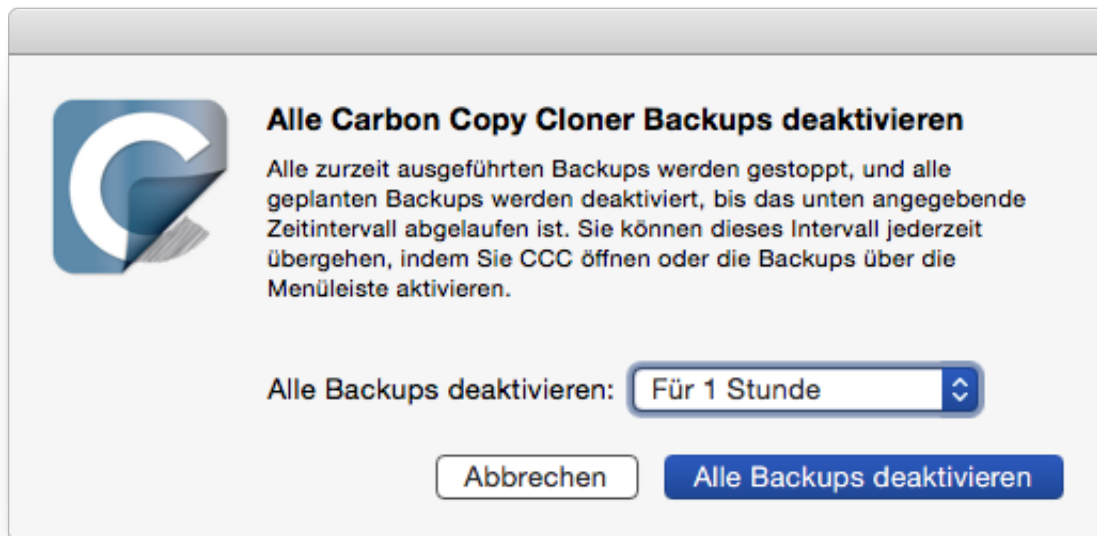 Alle Carbon Copy Cloner Backups deaktivieren
Alle zurzeit ausgeführten Backups werden gestoppt, und alle
geplanten Backups werden deaktiviert, bis das unten angegebende
Zeitintervall abgelaufen ist. Sie können dieses Intervall jederzeit
übergehen, indem Sie CCC öffnen oder die Backups über die
Menüleiste aktivieren.
Alle Backups deaktivieren: Für 1 Stunde
Abbrechen Alle Backups deaktivieren